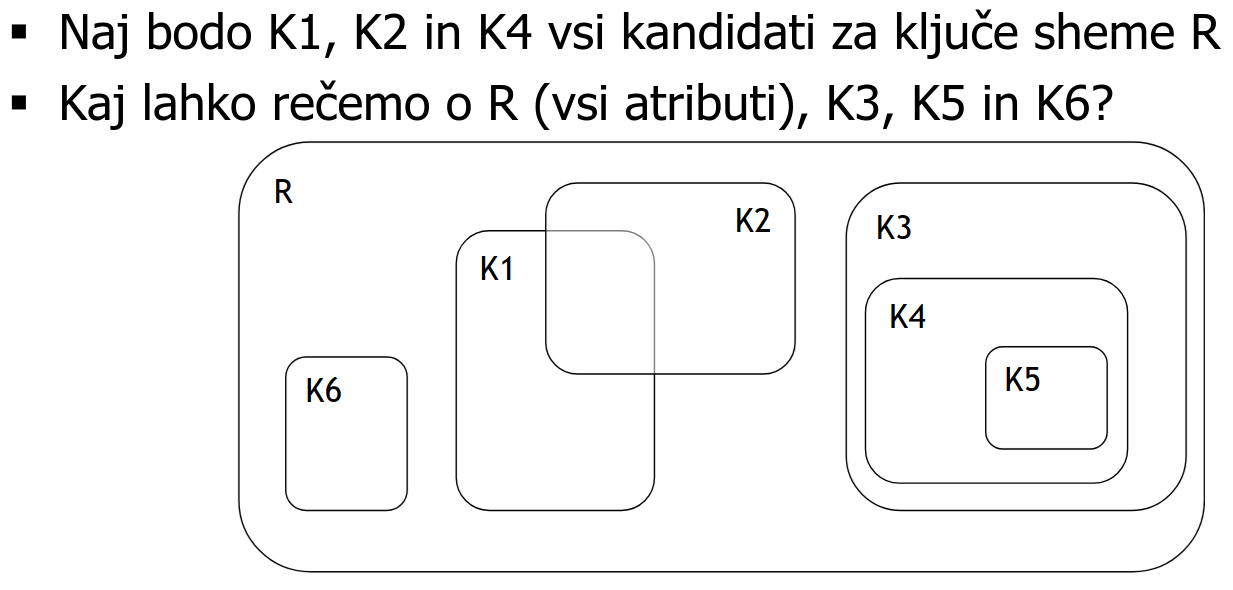 ▪ Naj bodo K1, K2 in K4 vsi kandidati za ključe sheme R
▪ Kaj lahko rečemo o R (vsi atributi), K3, K5 in K6?
R
K2
K3
K1
K4
K5
K6